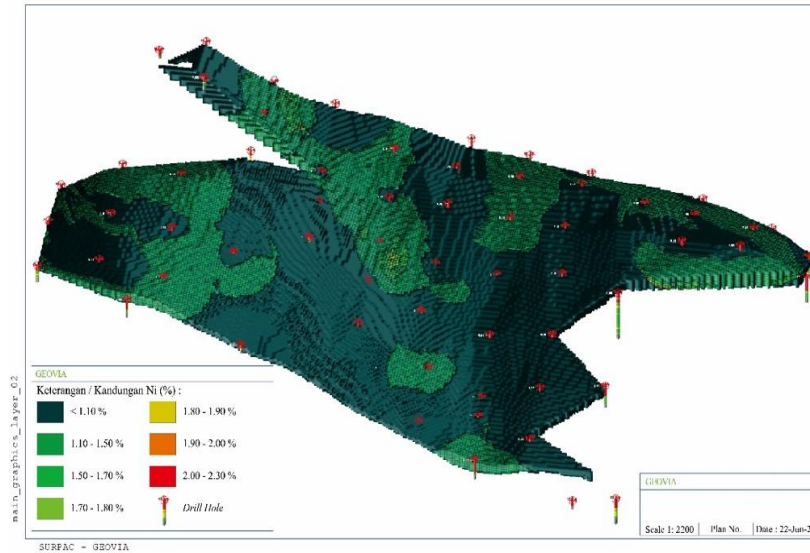 main_graphics_layer_02
GEOVIA
Keterangan / Kandungan Ni (%) :
< 1.10 %
1.10 - 1.50 %
1.50 - 1.70 %
1.70 - 1.80 %
1.80 - 1.90 %
1.90 - 2.00 %
2.00 - 2.30 %
Drill Hole
GEOVIA
Scale 1: 2200
Plan No.
Date : 22-Jun-2
SURPAC - GEOVIA